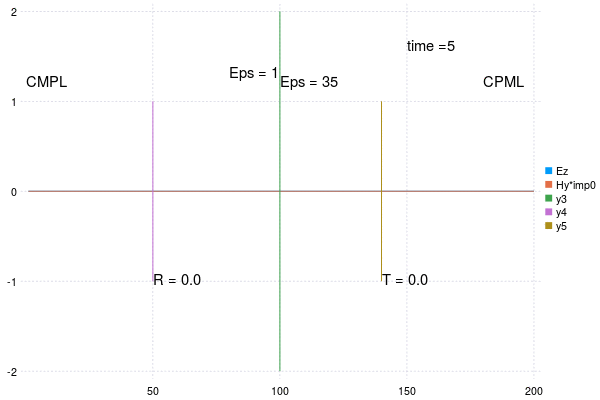 2
time =5
Eps = 1
CMPL
Eps = 35
CPML
1
Ez
Hy*imp0
0
y3
y4
y5
-1
R = 0.0
T = 0.0
-2
50
100
150
200